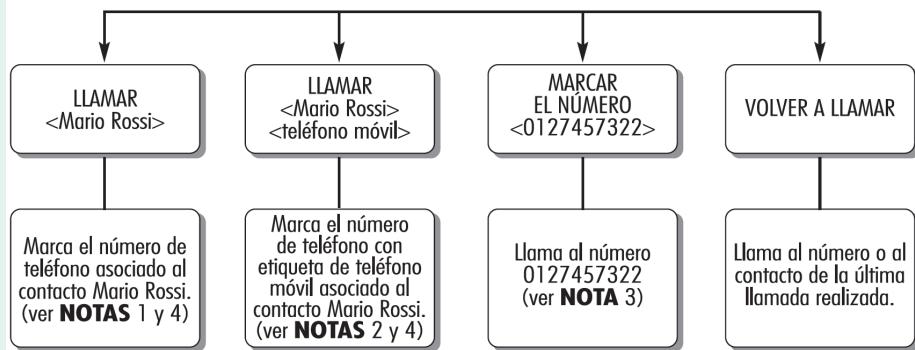 LLAMAR
<Mario Rossi>
LLAMAR
<Mario Rossi>
<teléfono móvil>
MARCAR
EL NÚMERO
<0127457322>
VOLVER A LLAMAR
Marca el número de
teléfono asociado al
contacto Mario Rossi.
(ver NOTAS 1 y 4)
Marca el número
de teléfono con
etiqueta de teléfono
móvil asociado al
contacto Mario Rossi.
(ver NOTAS 2 y 4)
Llama al número
0127457322
(ver NOTA 3)
Llama al número o al
contacto de la última
llamada realizada.